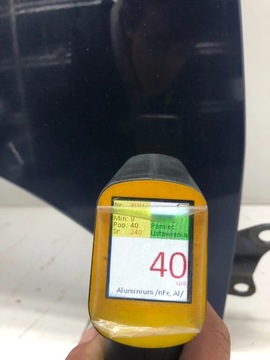 Min: 0
Pop. 40
Pamięć
Śr. 240
Ustawienia
40
um
Aluminium /nFe, Al/